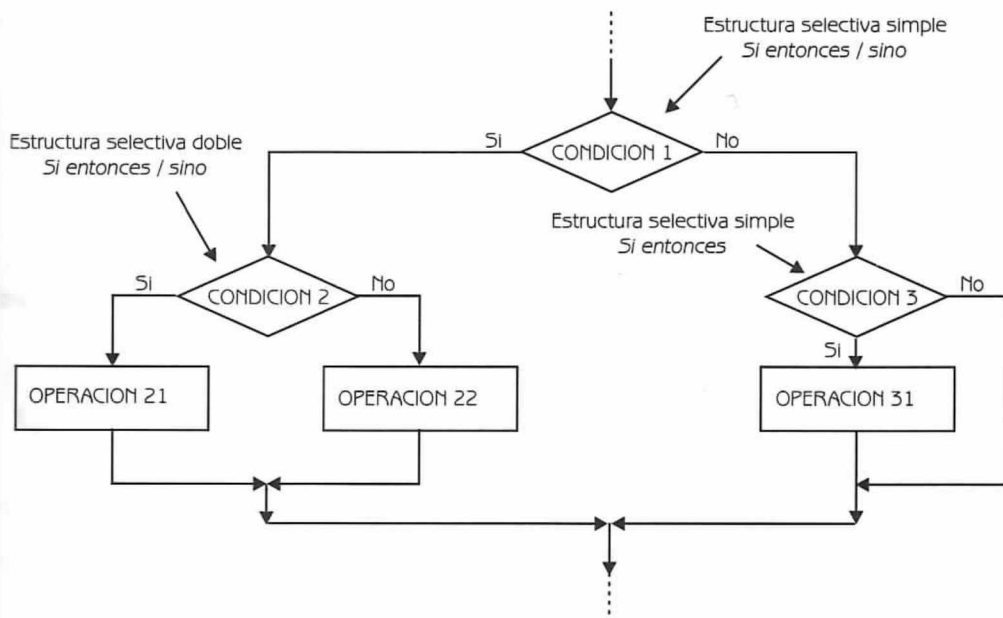 Estructura selectiva simple
Si entonces / sino
Estructura selectiva doble
Si entonces / sino
Si
CONDICION 1
No
Estructura selectiva simple
Si entonces
Si
CONDICION 2
No
CONDICION 3
No
Si
OPERACION 21
OPERACION 22
OPERACION 31